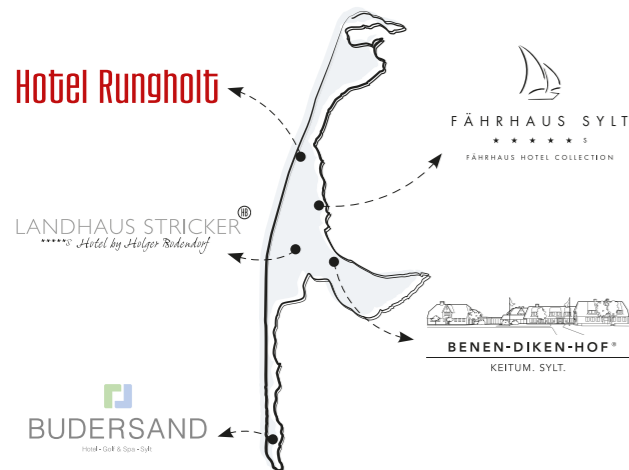 Hotel Rungholt
FÄHRHAUS SYLT
★ ★ ★ ★ ★ S
FÄHRHAUS HOTEL COLLECTION
LANDHAUS STRICKER
HB
*****S Hotel by Holger Bodendorf
BENEN-DIKEN-HOF®
KEITUM. SYLT.
BUDERSAND
Hotel - Golf & Spa - Sylt